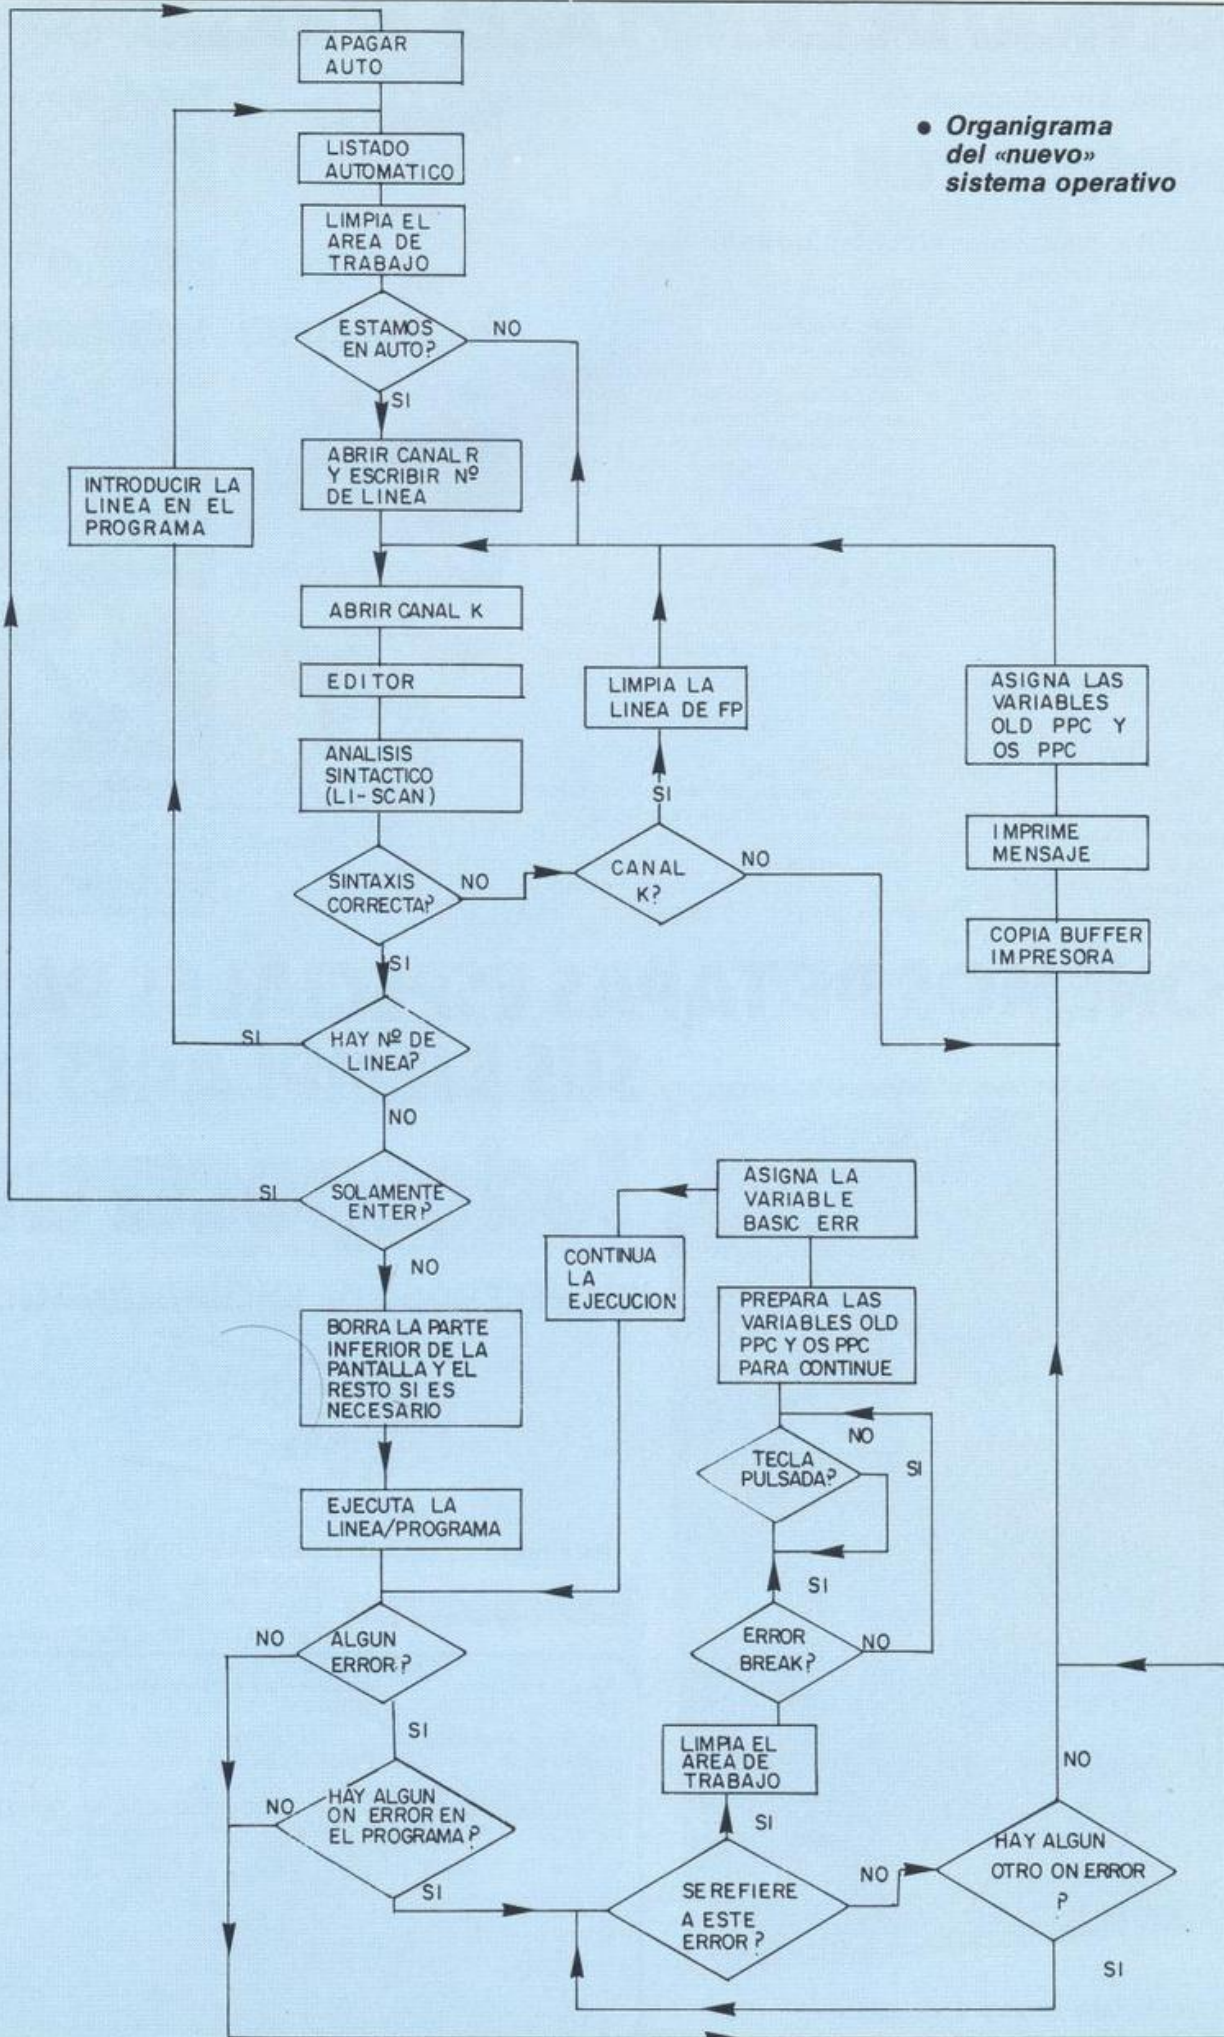 APAGAR
AUTO
● Organigrama
del «nuevo»
sistema operativo
LISTADO
AUTOMATICO
LIMPIA EL
AREA DE
TRABAJO
ESTAMOS
EN AUTO?
NO
SI
ABRIR CANAL R
Y ESCRIBIR Nº
DE LINEA
INTRODUCIR LA
LINEA EN EL
PROGRAMA
ABRIR CANAL K
EDITOR
LIMPIA LA
LINEA DE FP
ASIGNA LAS
VARIABLES
OLD PPC Y
OS PPC
ANALISIS
SINTACTICO
(LI-SCAN)
SI
IMPRIME
MENSAJE
SINTAXIS
CORRECTA?
NO
CANAL
K?
NO
COPIA BUFFER
IMPRESORA
SI
HAY Nº DE
LINEA?
SI
NO
SOLAMENTE
ENTER?
SI
NO
ASIGNA LA
VARIABLE
BASIC ERR
CONTINUA
LA
EJECUCION
PREPARA LAS
VARIABLES OLD
PPC Y OS PPC
PARA CONTINUE
BORRA LA PARTE
INFERIOR DE LA
PANTALLA Y EL
RESTO SI ES
NECESARIO
NO
TECLA
PULSADA?
SI
EJECUTA LA
LINEA/PROGRAMA
SI
ERROR
BREAK?
NO
NO
ALGUN
ERROR?
SI
LIMPIA EL
AREA DE
TRABAJO
NO
HAY ALGUN
ON ERROR EN
EL PROGRAMA?
NO
SI
SI
SE REFIERE
A ESTE
ERROR?
NO
HAY ALGUN
OTRO ON ERROR
?
SI